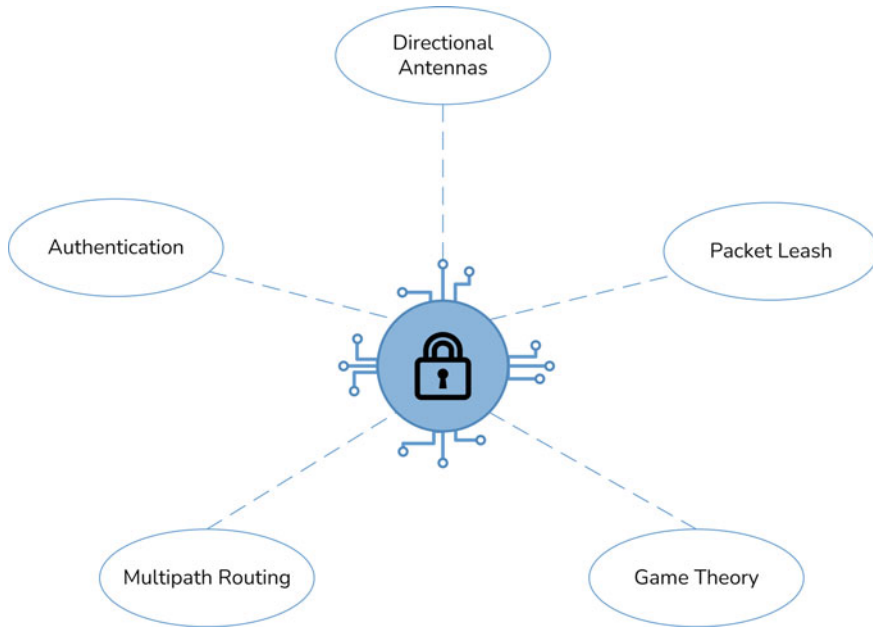 Directional
Antennas
Authentication
Packet Leash
Multipath Routing
Game Theory